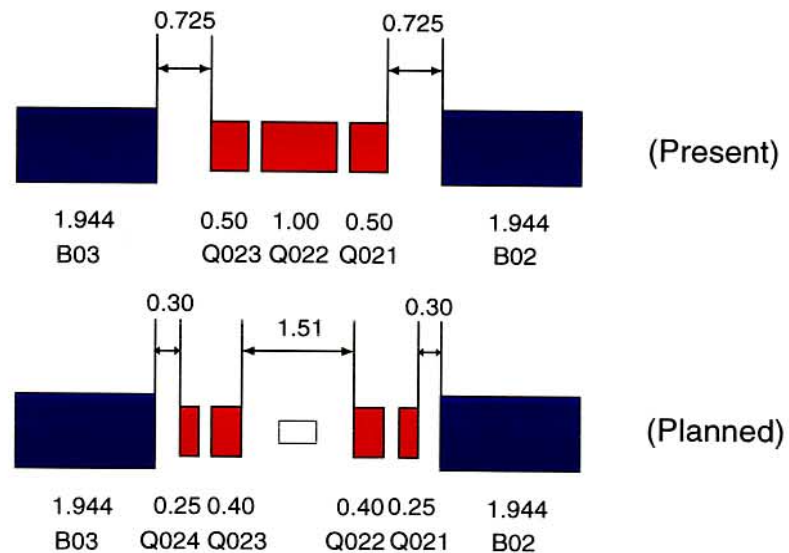 0.725 0.725
(Present)
1.944 0.50 1.00 0.50 1.944
B03 Q023 Q022 Q021 B02
0.30 1.51 0.30
(Planned)
1.944 0.25 0.40 0.40 0.25 1.944
B03 Q024 Q023 Q022 Q021 B02